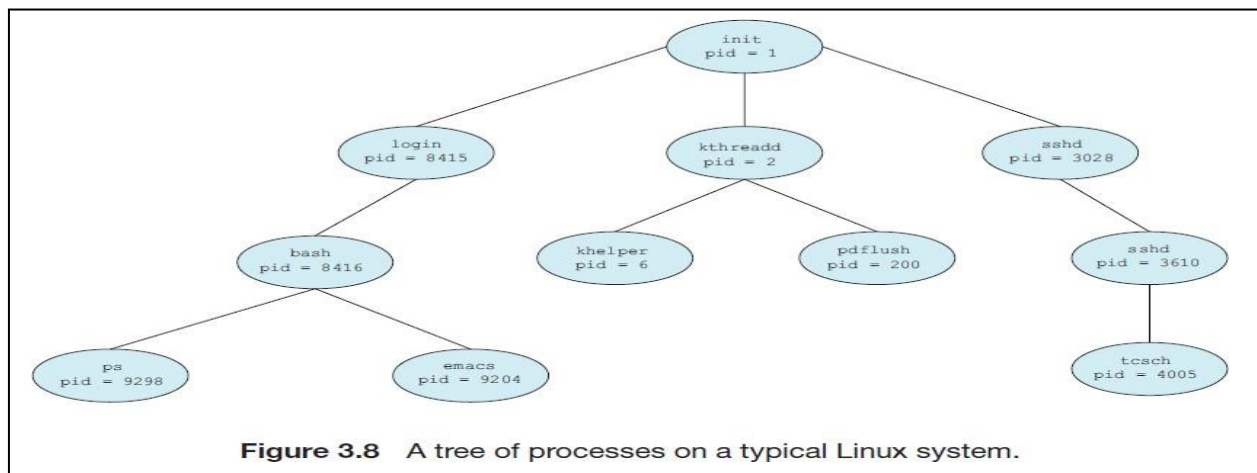 init
pid = 1
login
pid = 8415
kthreadd
pid = 2
sshd
pid = 3028
bash
pid = 8416
khelper
pid = 6
pdflush
pid = 200
sshd
pid = 3610
ps
pid = 9298
emacs
pid = 9204
tcsch
pid = 4005
Figure 3.8 A tree of processes on a typical Linux system.